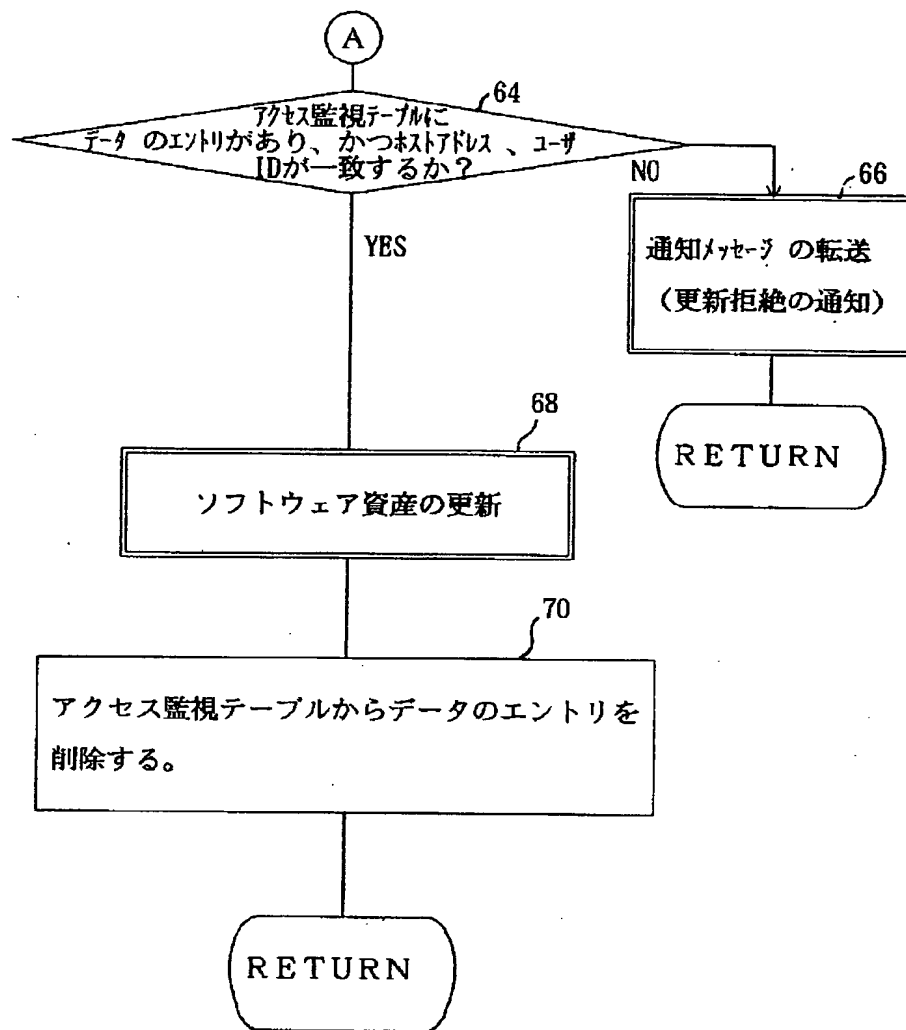 A
64
アクセス監視テーブルに
データ のエントリがあり、かつホストアドレス 、ユーザ
IDが一致するか?
NO
66
YES
通知メッセージ の転送
(更新拒絶の通知)
68
RETURN
ソフトウェア資産の更新
70
アクセス監視テーブルからデータのエントリを
削除する。
RETURN